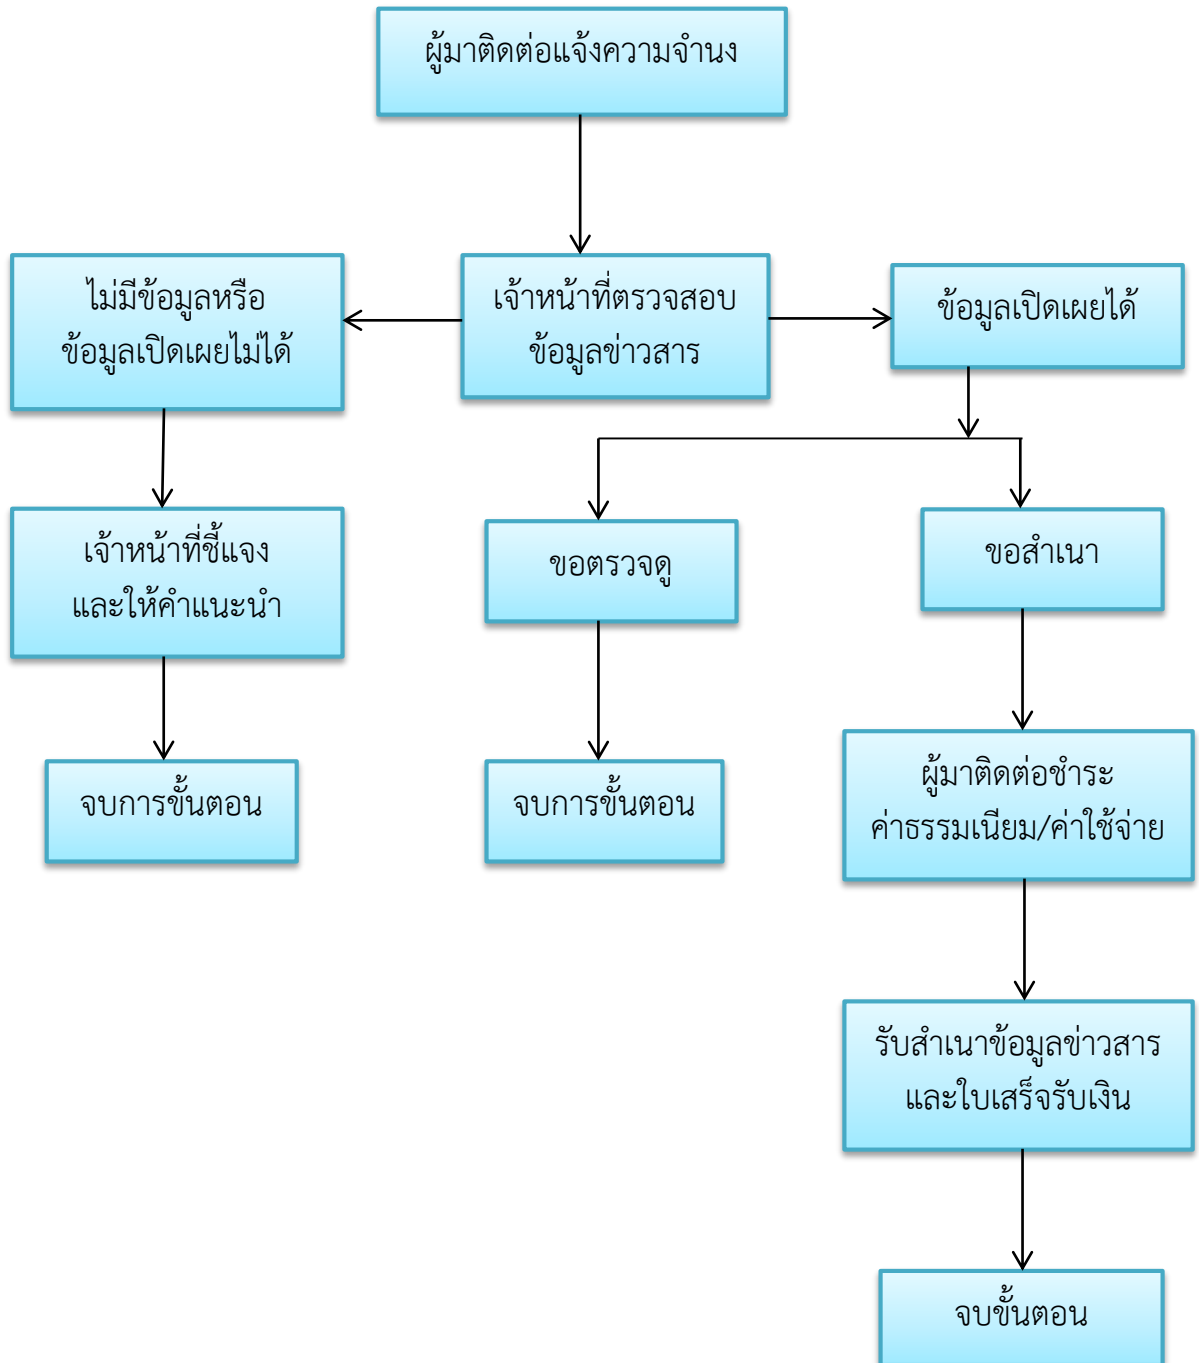 ผู้มาติดต่อแจ้งความจำนง
ไม่มีข้อมูลหรือ
ข้อมูลเปิดเผยไม่ได้
เจ้าหน้าที่ตรวจสอบ
ข้อมูลข่าวสาร
ข้อมูลเปิดเผยได้
เจ้าหน้าที่ชี้แจง
และให้คำแนะนำ
ขอตรวจดู
ขอสำเนา
จบการขั้นตอน
จบการขั้นตอน
ผู้มาติดต่อชำระ
ค่าธรรมเนียม/ค่าใช้จ่าย
รับสำเนาข้อมูลข่าวสาร
และใบเสร็จรับเงิน
จบขั้นตอน